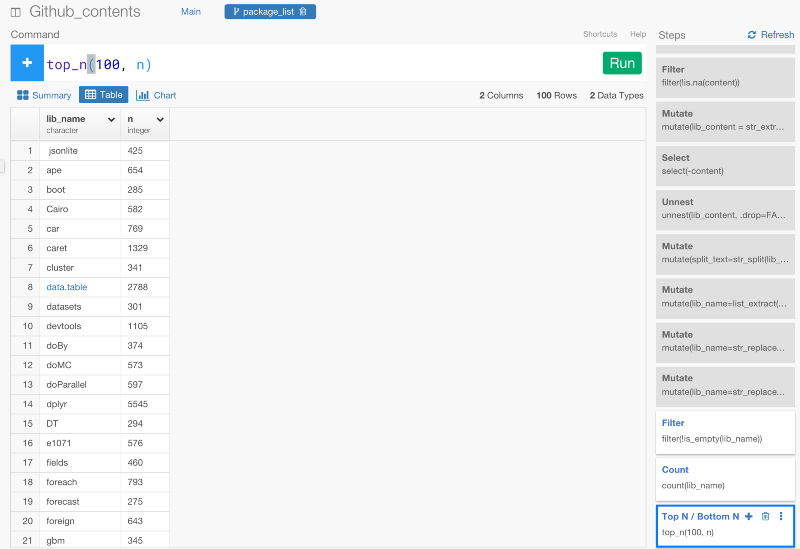 Github_contents Main package_list
Command Shortcuts Help
+ top_n(100, n) Run
Summary Table Chart 2 Columns 100 Rows 2 Data Types
lib_name n
character integer
1 jsonlite 425
2 ape 654
3 boot 285
4 Cairo 582
5 car 769
6 caret 1329
7 cluster 341
8 data.table 2788
9 datasets 301
10 devtools 1105
11 doBy 374
12 doMC 573
13 doParallel 597
14 dplyr 5545
15 DT 294
16 e1071 576
17 fields 460
18 foreach 793
19 forecast 275
20 foreign 643
21 gbm 345
Steps Refresh
Filter
filter(!is.na(content))
Mutate
mutate(lib_content = str_extr...
Select
select(-content)
Unnest
unnest(lib_content, .drop=FA...
Mutate
mutate(split_text=str_split(lib_...
Mutate
mutate(lib_name=list_extract(...
Mutate
mutate(lib_name=str_replace...
Mutate
mutate(lib_name=str_replace...
Filter
filter(!is_empty(lib_name))
Count
count(lib_name)
Top N / Bottom N +
top_n(100, n)